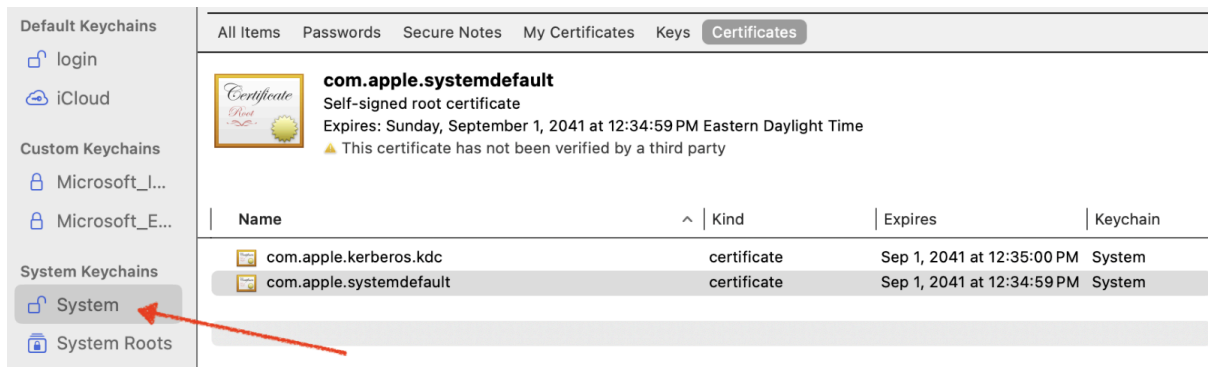 Default Keychains
login
iCloud
Custom Keychains
Microsoft_I...
Microsoft_E...
System Keychains
System
System Roots
All Items Passwords Secure Notes My Certificates Keys Certificates
Certificate
Root
com.apple.systemdefault
Self-signed root certificate
Expires: Sunday, September 1, 2041 at 12:34:59 PM Eastern Daylight Time
This certificate has not been verified by a third party
Name Kind Expires Keychain
com.apple.kerberos.kdc certificate Sep 1, 2041 at 12:35:00 PM System
com.apple.systemdefault certificate Sep 1, 2041 at 12:34:59 PM System